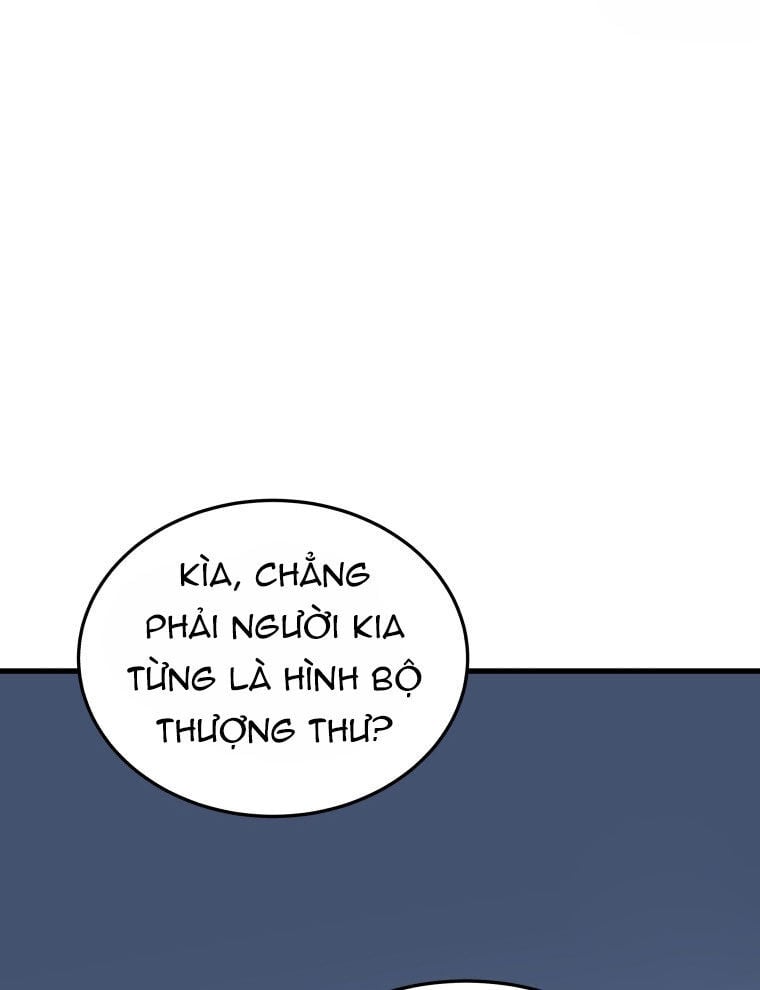 KÌA, CHẲNG
PHẢI NGƯỜI KIA
TỪNG LÀ HÌNH BỘ
THƯỢNG THƯ?